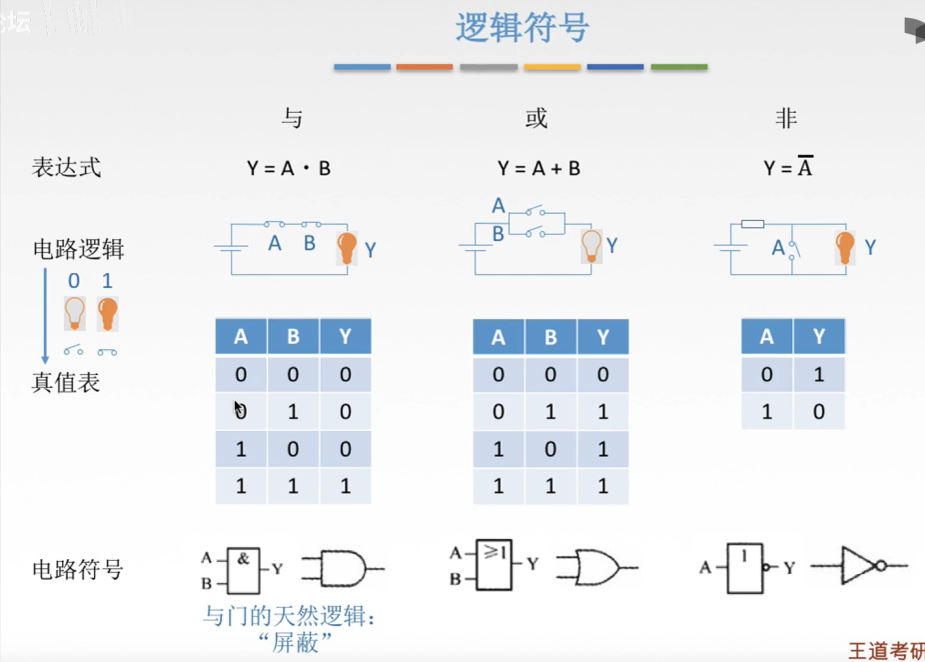 论坛
逻辑符号
与 或 非
表达式 Y = A · B Y = A + B Y = A̅
电路逻辑
0 1
A B Y
A
B Y
A Y
真值表
A B Y
0 0 0
0 1 0
1 0 0
1 1 1
A B Y
0 0 0
0 1 1
1 0 1
1 1 1
A Y
0 1
1 0
电路符号
A & Y
B
A ≥1 Y
B
A 1 Y
与门的天然逻辑：
“屏蔽”
王道考研